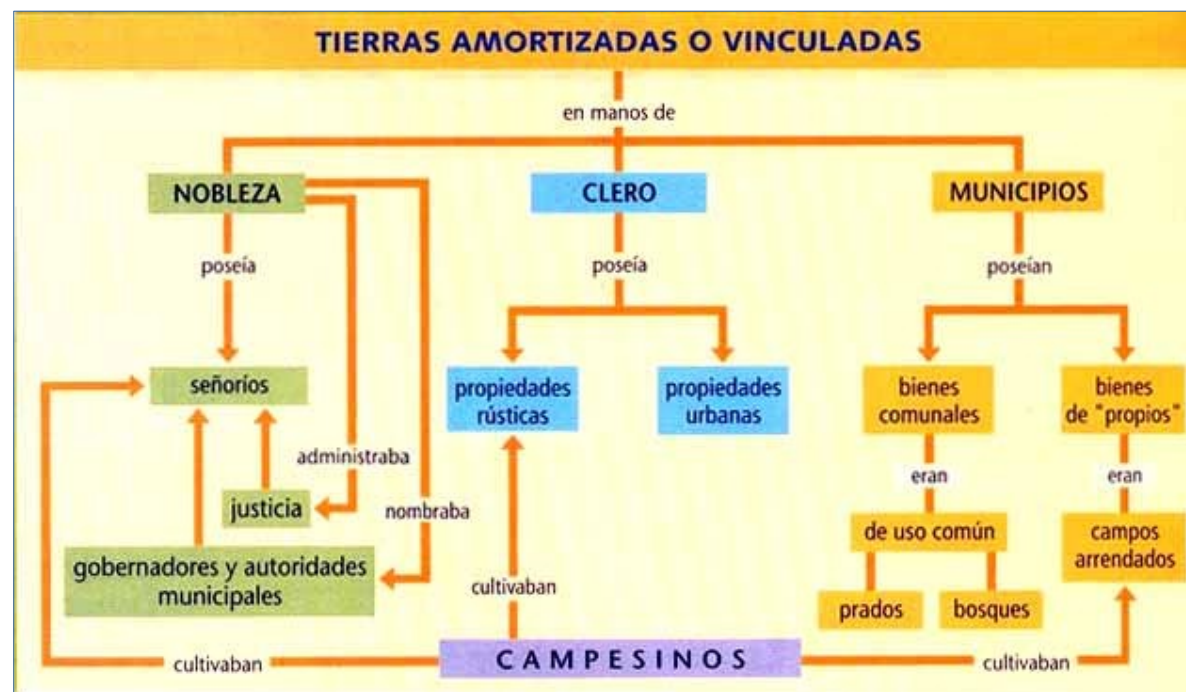 TIERRAS AMORTIZADAS O VINCULADAS
en manos de
NOBLEZA
CLERO
MUNICIPIOS
poseía
poseía
poseían
señoríos
propiedades
rústicas
propiedades
urbanas
bienes
comunales
bienes
de "propios"
administraba
eran
eran
justicia
nombraba
de uso común
campos
arrendados
gobernadores y autoridades
municipales
cultivaban
prados
bosques
cultivaban
CAMPESINOS
cultivaban